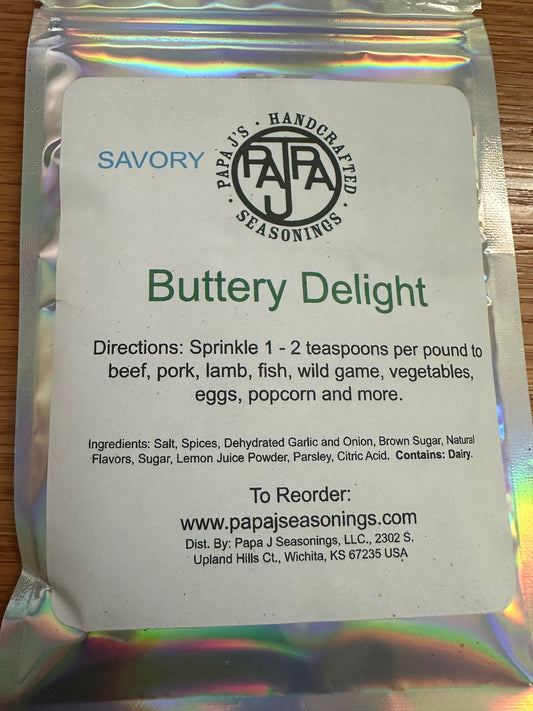 SAVORY
PAPA J'S · HANDCRAFTED · SEASONINGS ·
PAJPA
Buttery Delight
Directions: Sprinkle 1 - 2 teaspoons per pound to
beef, pork, lamb, fish, wild game, vegetables,
eggs, popcorn and more.
Ingredients: Salt, Spices, Dehydrated Garlic and Onion, Brown Sugar, Natural
Flavors, Sugar, Lemon Juice Powder, Parsley, Citric Acid. Contains: Dairy.
To Reorder:
www.papajseasonings.com
Dist. By: Papa J Seasonings, LLC., 2302 S.
Upland Hills Ct., Wichita, KS 67235 USA